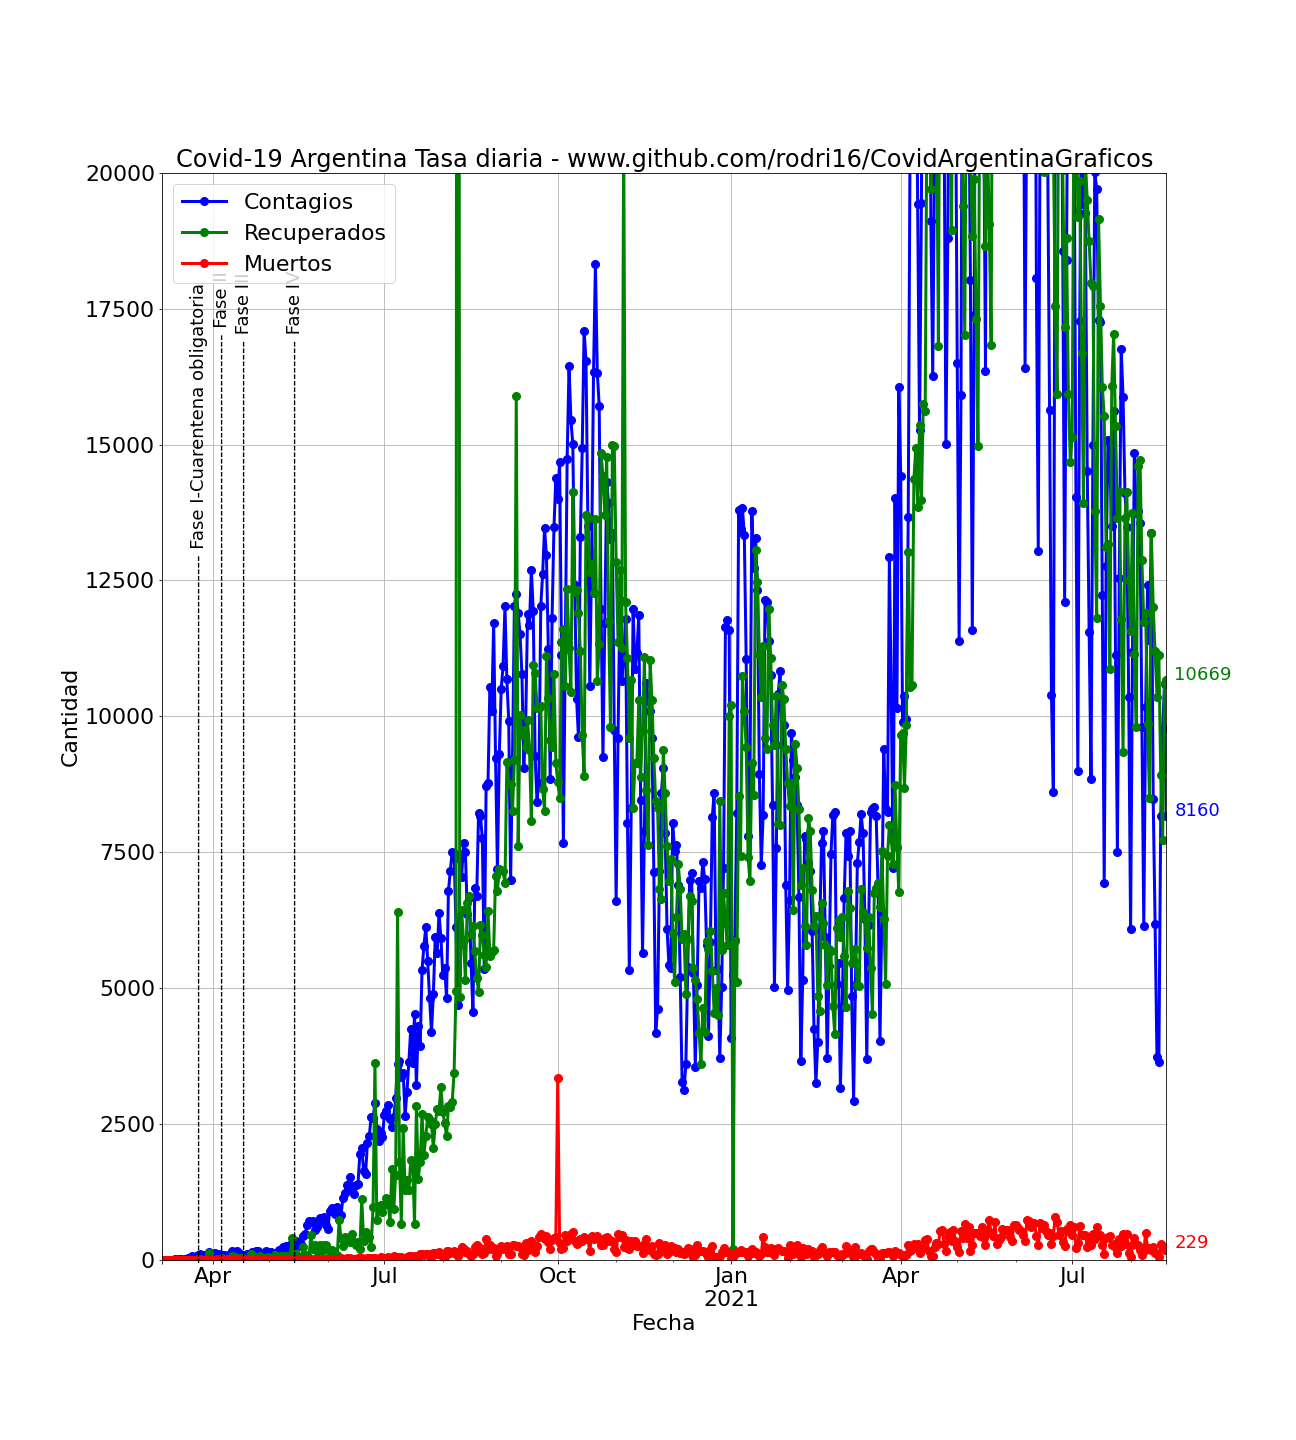 Covid-19 Argentina Tasa diaria - www.github.com/rodri16/CovidArgentinaGraficos
20000
17500
15000
12500
10000
7500
5000
2500
0
Cantidad
Contagios
Recuperados
Muertos
Fase I-Cuarentena obligatoria
Fase II
Fase III
Fase IV
10669
8160
229
Apr
Jul
Oct
Jan
2021
Apr
Jul
Fecha